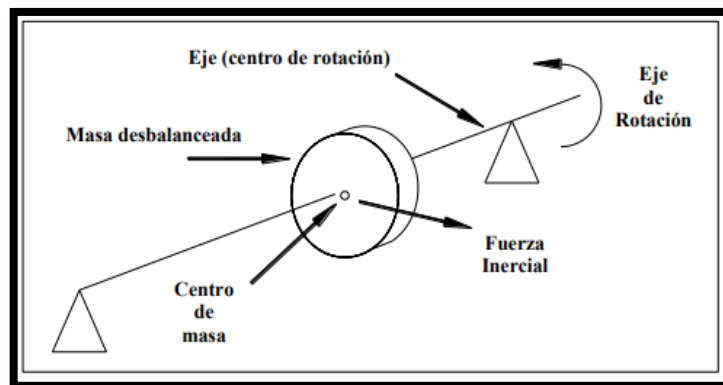 Eje (centro de rotación)
Eje
de
Rotación
Masa desbalanceada
Fuerza
Inercial
Centro
de
masa